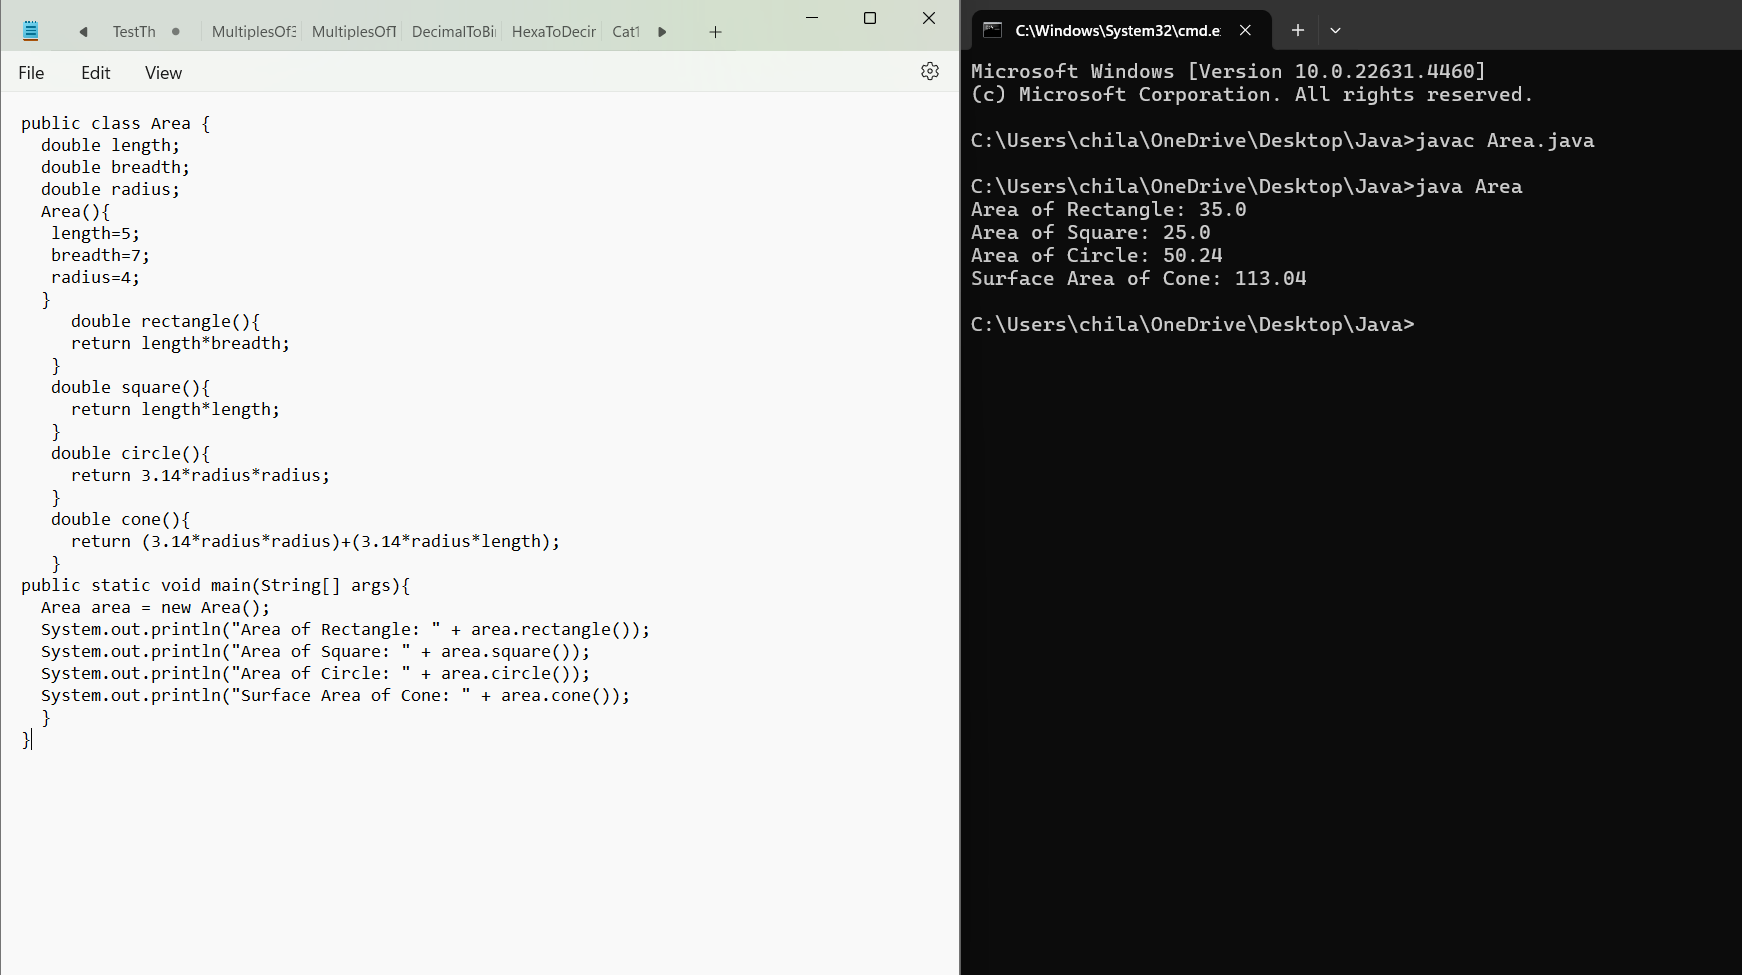 TestTh
MultiplesOf3
MultiplesOf
DecimalToBi
HexaToDecir
Cat1
File Edit View
public class Area {
double length;
double breadth;
double radius;
Area(){
length=5;
breadth=7;
radius=4;
}
double rectangle(){
return length*breadth;
}
double square(){
return length*length;
}
double circle(){
return 3.14*radius*radius;
}
double cone(){
return (3.14*radius*radius)+(3.14*radius*length);
}
public static void main(String[] args){
Area area = new Area();
System.out.println("Area of Rectangle: " + area.rectangle());
System.out.println("Area of Square: " + area.square());
System.out.println("Area of Circle: " + area.circle());
System.out.println("Surface Area of Cone: " + area.cone());
}
}
C:\Windows\System32\cmd.e
Microsoft Windows [Version 10.0.22631.4460]
(c) Microsoft Corporation. All rights reserved.
C:\Users\chila\OneDrive\Desktop\Java>javac Area.java
C:\Users\chila\OneDrive\Desktop\Java>java Area
Area of Rectangle: 35.0
Area of Square: 25.0
Area of Circle: 50.24
Surface Area of Cone: 113.04
C:\Users\chila\OneDrive\Desktop\Java>